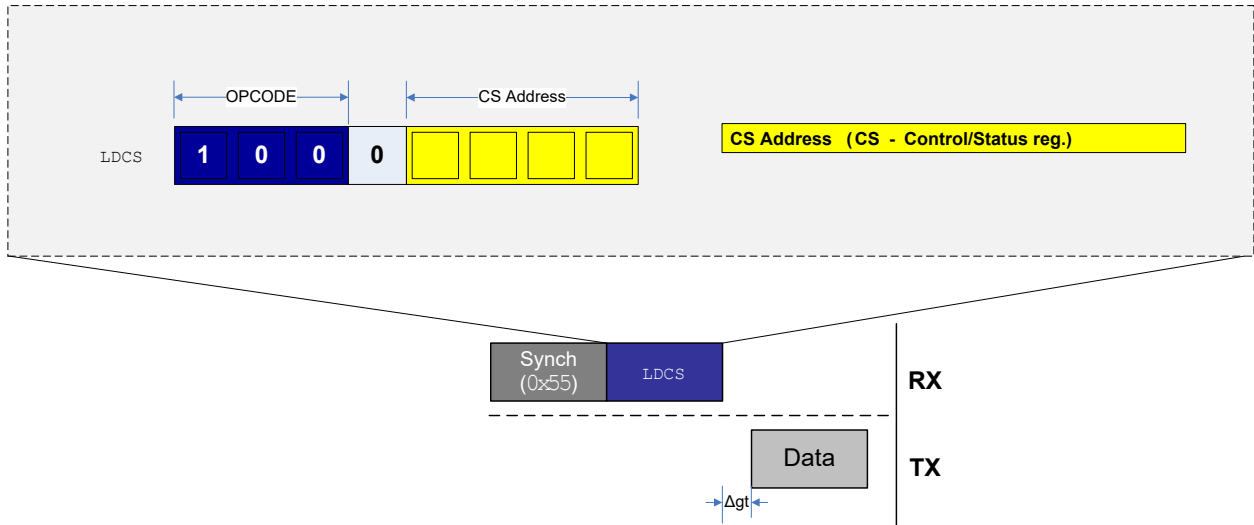 OPCODE
CS Address
LDCS
1 0 0 0
CS Address (CS - Control/Status reg.)
Synch
(0x55)
LDCS
RX
Data
TX
Δgt